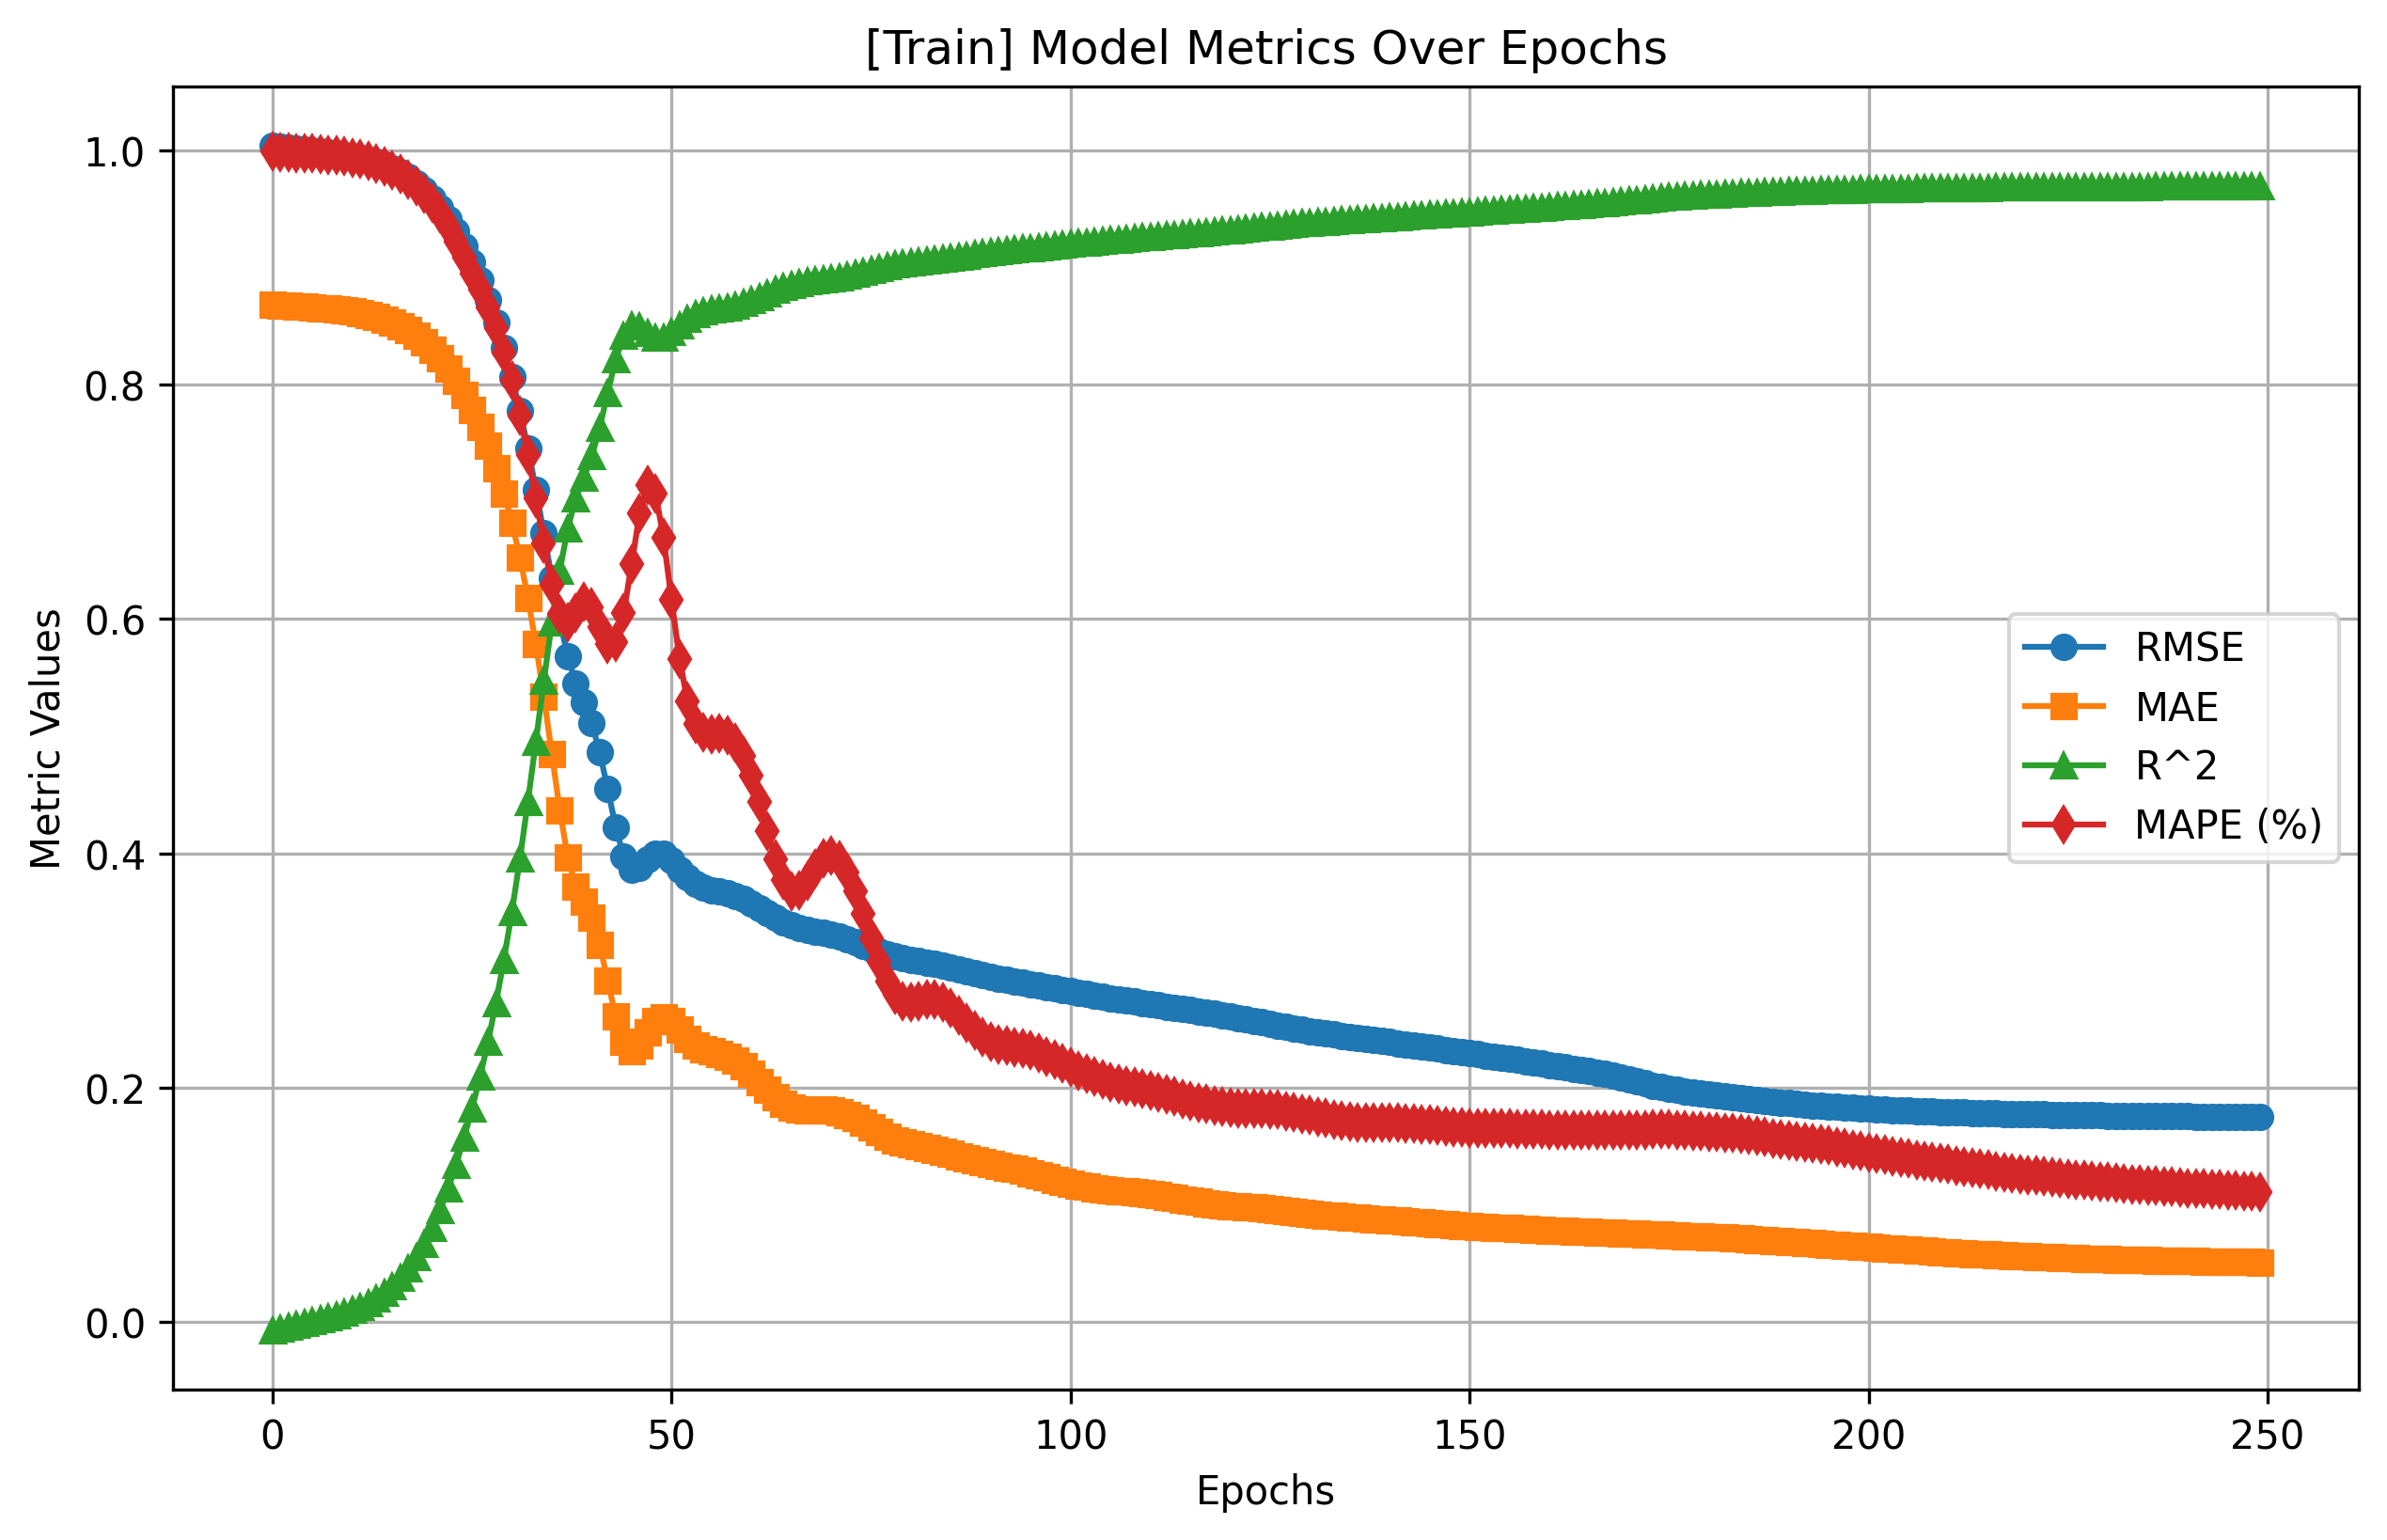 [Train] Model Metrics Over Epochs
Metric Values
1.0
0.8
0.6
0.4
0.2
0.0
RMSE
MAE
R^2
MAPE (%)
0 50 100 150 200 250
Epochs